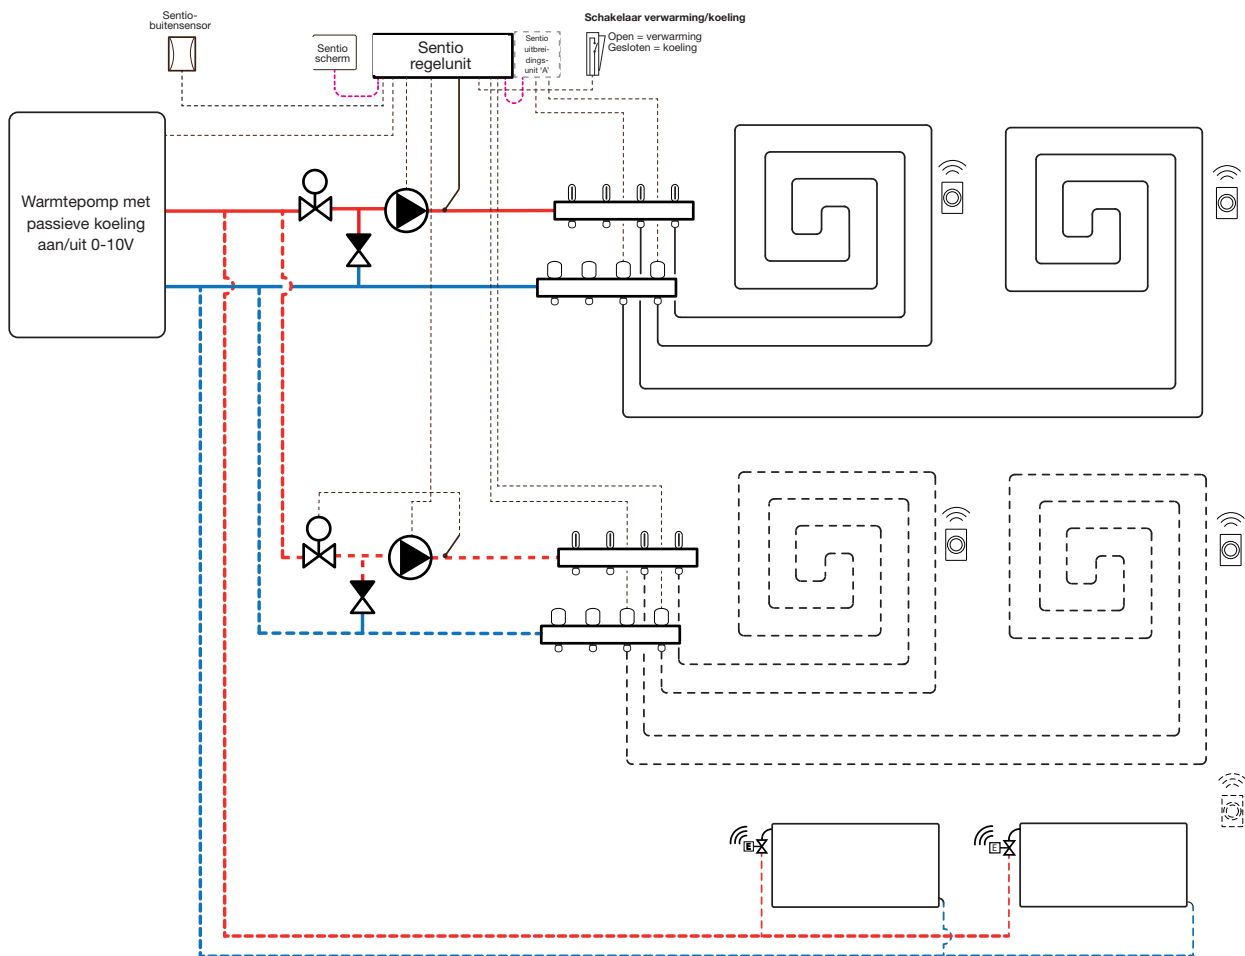 Sentio-
buitensensor
Sentio
scherm
Sentio
regelunit
Sentio
uitbrei-
dings-
unit 'A'
Schakelaar verwarming/koeling
Open = verwarming
Gesloten = koeling
Warmtepomp met
passieve koeling
aan/uit 0-10V
E
E